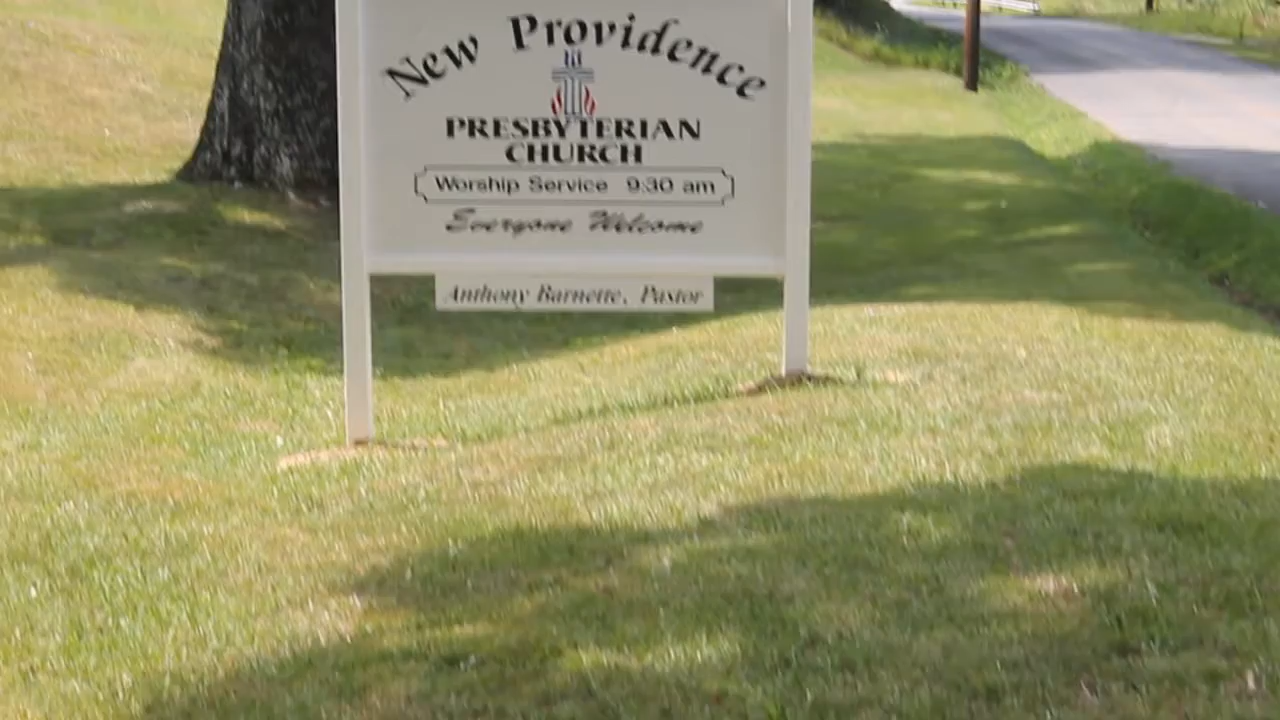 New Providence
PRESBYTERIAN
CHURCH
Worship Service 9:30 am
Everyone Welcome
Anthony Barnette, Pastor